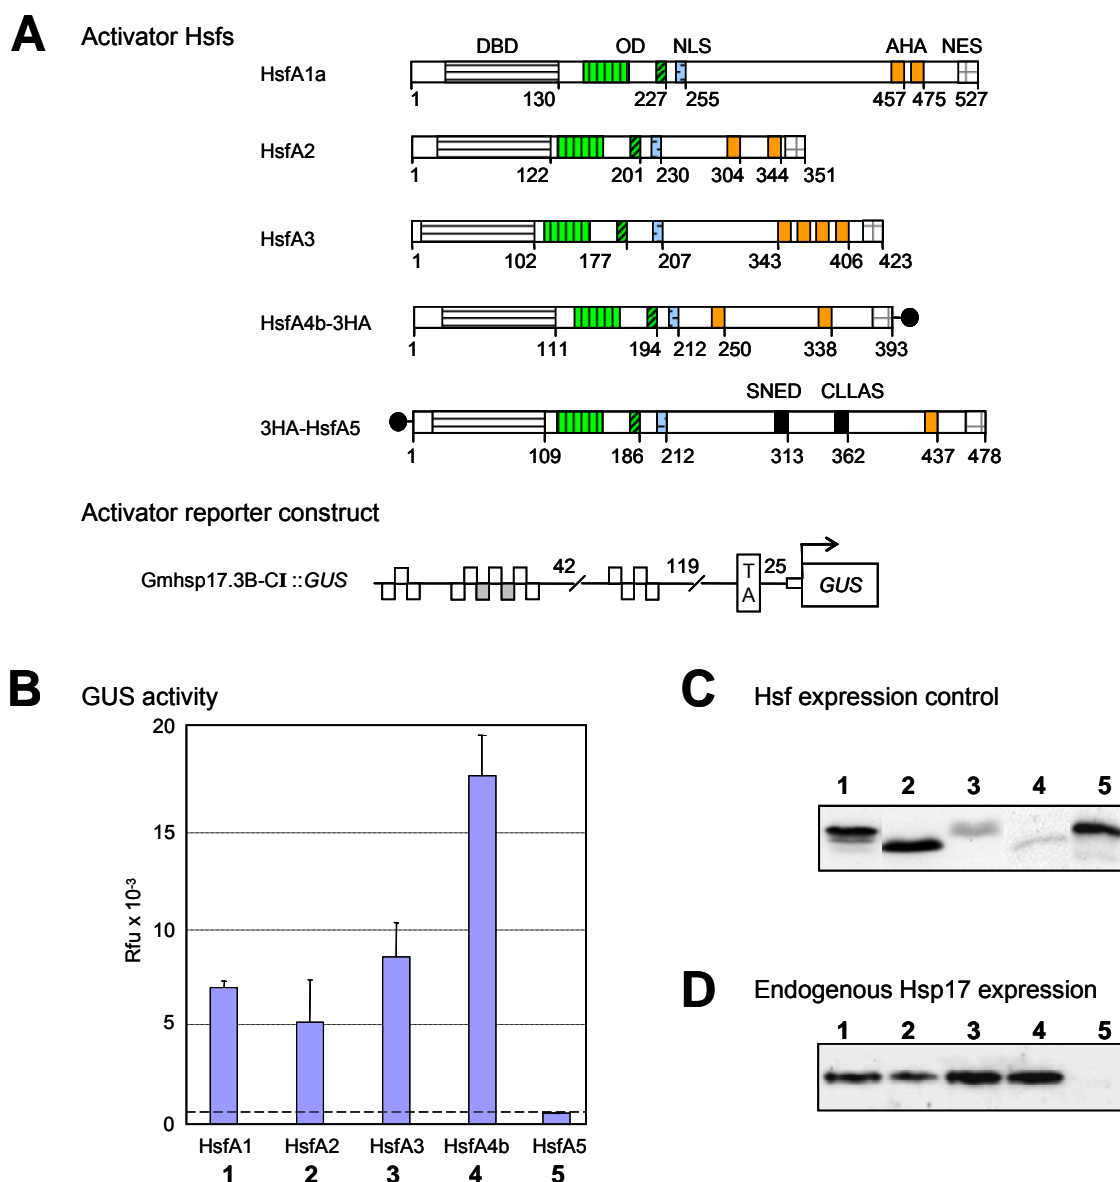 A Activator Hsfs
DBD OD NLS AHA NES
HsfA1a
1 130 227 255 457 475 527
HsfA2
1 122 201 230 304 344 351
HsfA3
1 102 177 207 343 406 423
HsfA4b-3HA
1 111 194 212 250 338 393
SNED CLLAS
3HA-HsfA5
1 109 186 212 313 362 437 478
Activator reporter construct
Gmhsp17.3B-CI ::GUS 42 119 T A 25 GUS
B GUS activity
20
15
10
5
0
Rfu x 10-3
HsfA1 HsfA2 HsfA3 HsfA4b HsfA5
1 2 3 4 5
C Hsf expression control
1 2 3 4 5
D Endogenous Hsp17 expression
1 2 3 4 5